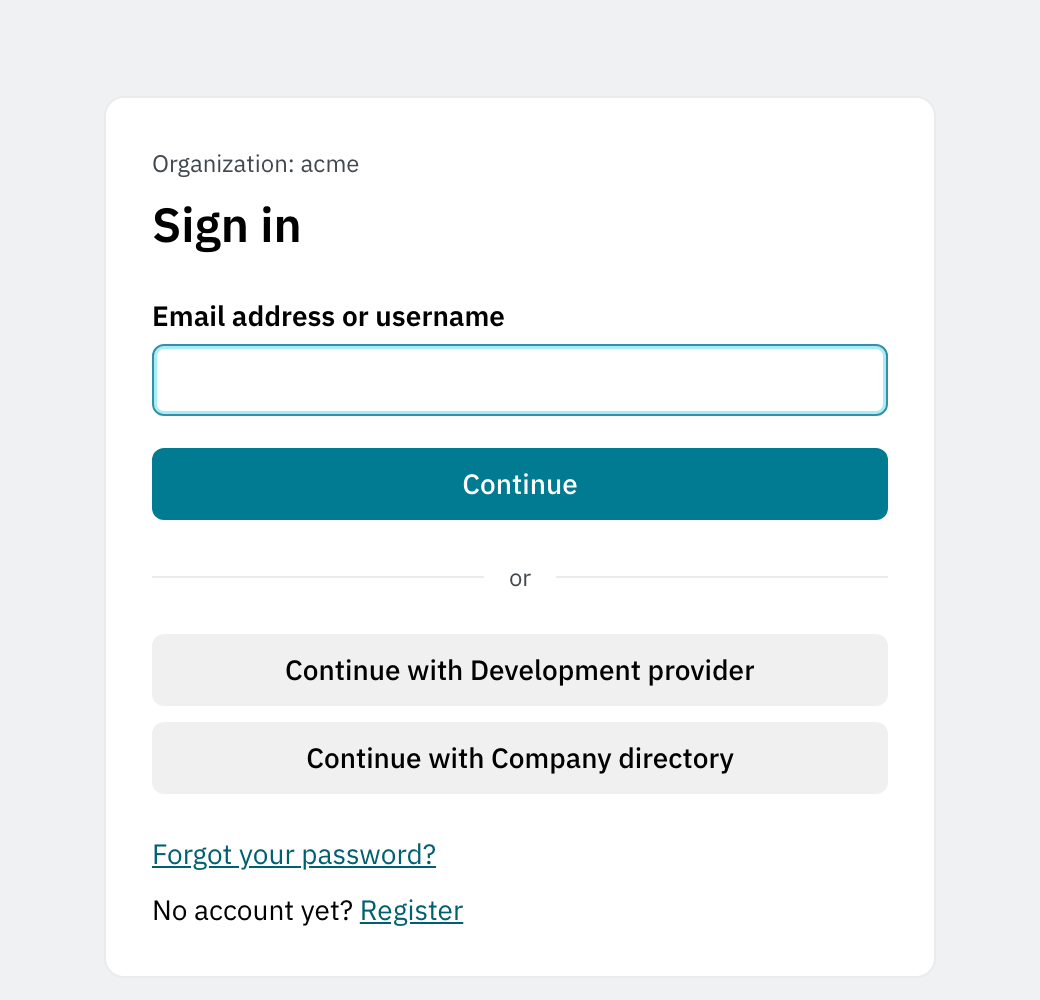 Organization: acme
Sign in
Email address or username
Continue
or
Continue with Development provider
Continue with Company directory
Forgot your password?
No account yet? Register